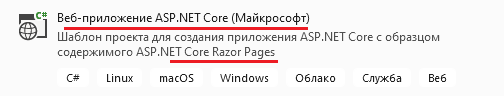 C#
Веб-приложение ASP.NET Core (Майкрософт)
Шаблон проекта для создания приложения ASP.NET Core с образцом
содержимого ASP.NET Core Razor Pages
C# Linux macOS Windows Облако Служба Веб